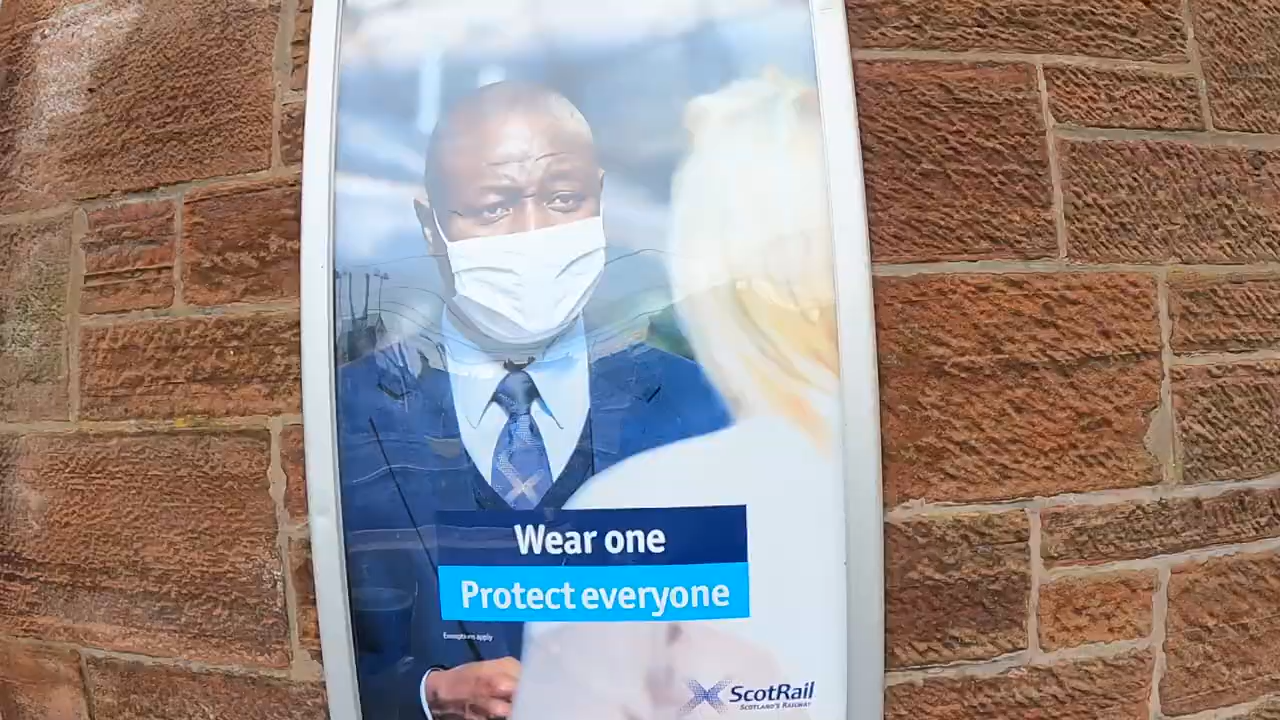 Wear one
Protect everyone
Exemptions apply
ScotRail
SCOTLAND'S RAILWAY